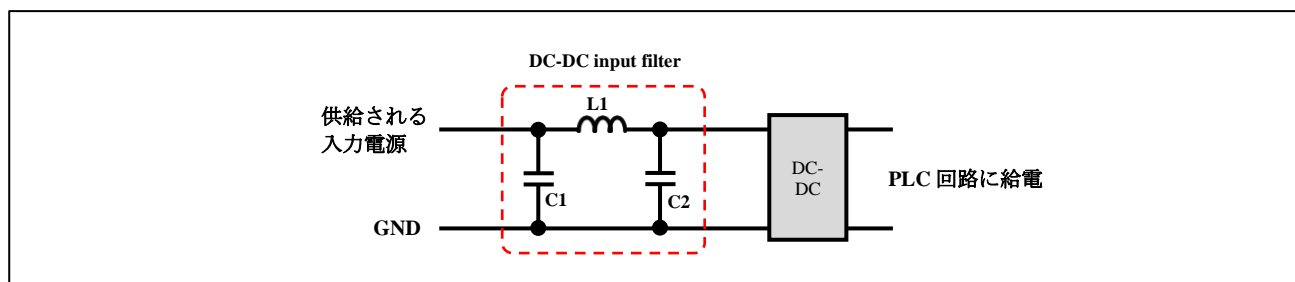 DC-DC input filter
L1
供給される
入力電源
DC-
DC
PLC 回路に給電
C1
C2
GND